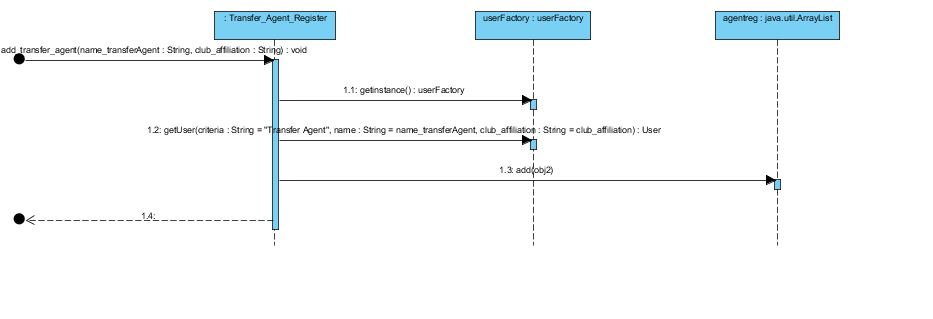 : Transfer_Agent_Register
userFactory : userFactory
agentreg : java.util.ArrayList
add_transfer_agent(name_transferAgent : String, club_affiliation : String) : void
1.1: getinstance() : userFactory
1.2: getUser(criteria : String = "Transfer Agent", name : String = name_transferAgent, club_affiliation : String = club_affiliation) : User
1.3: add(obj2)
1.4: